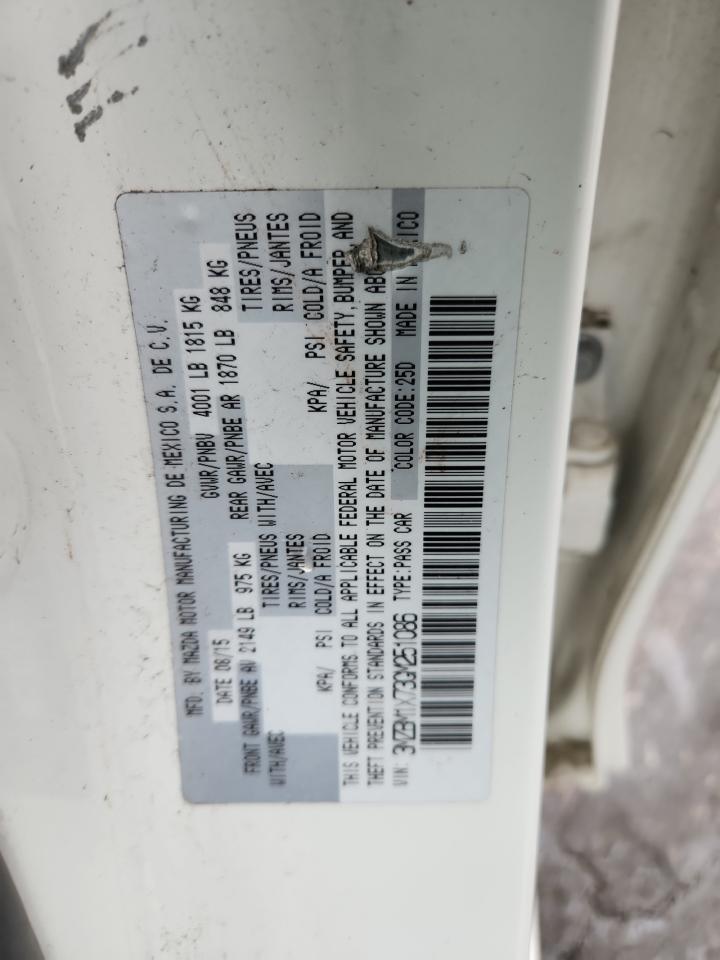 MFD. BY MAZDA MOTOR MANUFACTURING DE MEXICO S.A. DE C.V.
DATE 06/15 GVWR/PNBV 4001 LB 1815 KG
FRONT GAWR/PNBE AV 2149 LB 975 KG REAR GAWR/PNBE AR 1870 LB 848 KG
WITH/AVEC TIRES/PNEUS WITH/AVEC TIRES/PNEUS
RIMS/JANTES RIMS/JANTES
KPA/ PSI COLD/A FROID KPA/ PSI COLD/A FROID
THIS VEHICLE CONFORMS TO ALL APPLICABLE FEDERAL MOTOR VEHICLE SAFETY, BUMPER, AND
THEFT PREVENTION STANDARDS IN EFFECT ON THE DATE OF MANUFACTURE SHOWN
VIN: 3MZBM1X73GM251086 TYPE:PASS CAR COLOR CODE:25D MADE IN